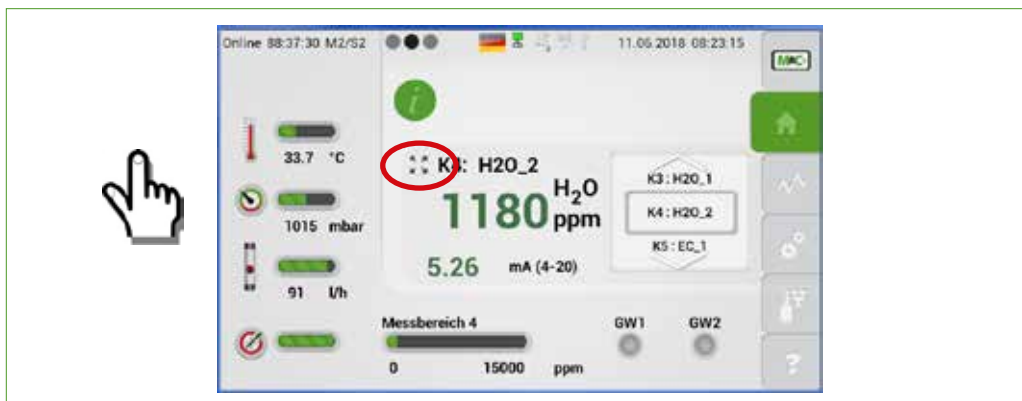 Online 88:37:30 M2/S2
11.06.2018 08:23:15
M&C
i
33.7 °C
1015 mbar
91 l/h
K4: H2O_2
H₂O
1180 ppm
5.26 mA (4-20)
K3 : H2O_1
K4 : H2O_2
K5 : EC_1
Messbereich 4
0 15000 ppm
GW1 GW2
?